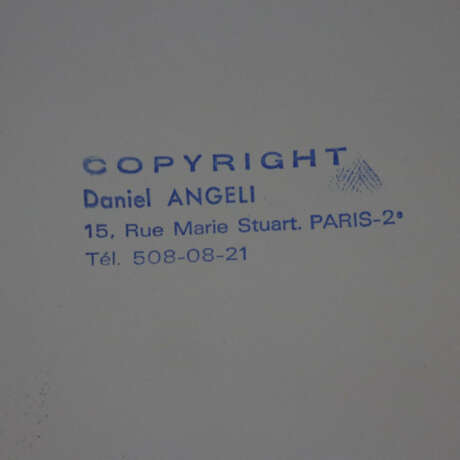 COPYRIGHT
Daniel ANGELI
15, Rue Marie Stuart. PARIS-2e
Tél. 508-08-21